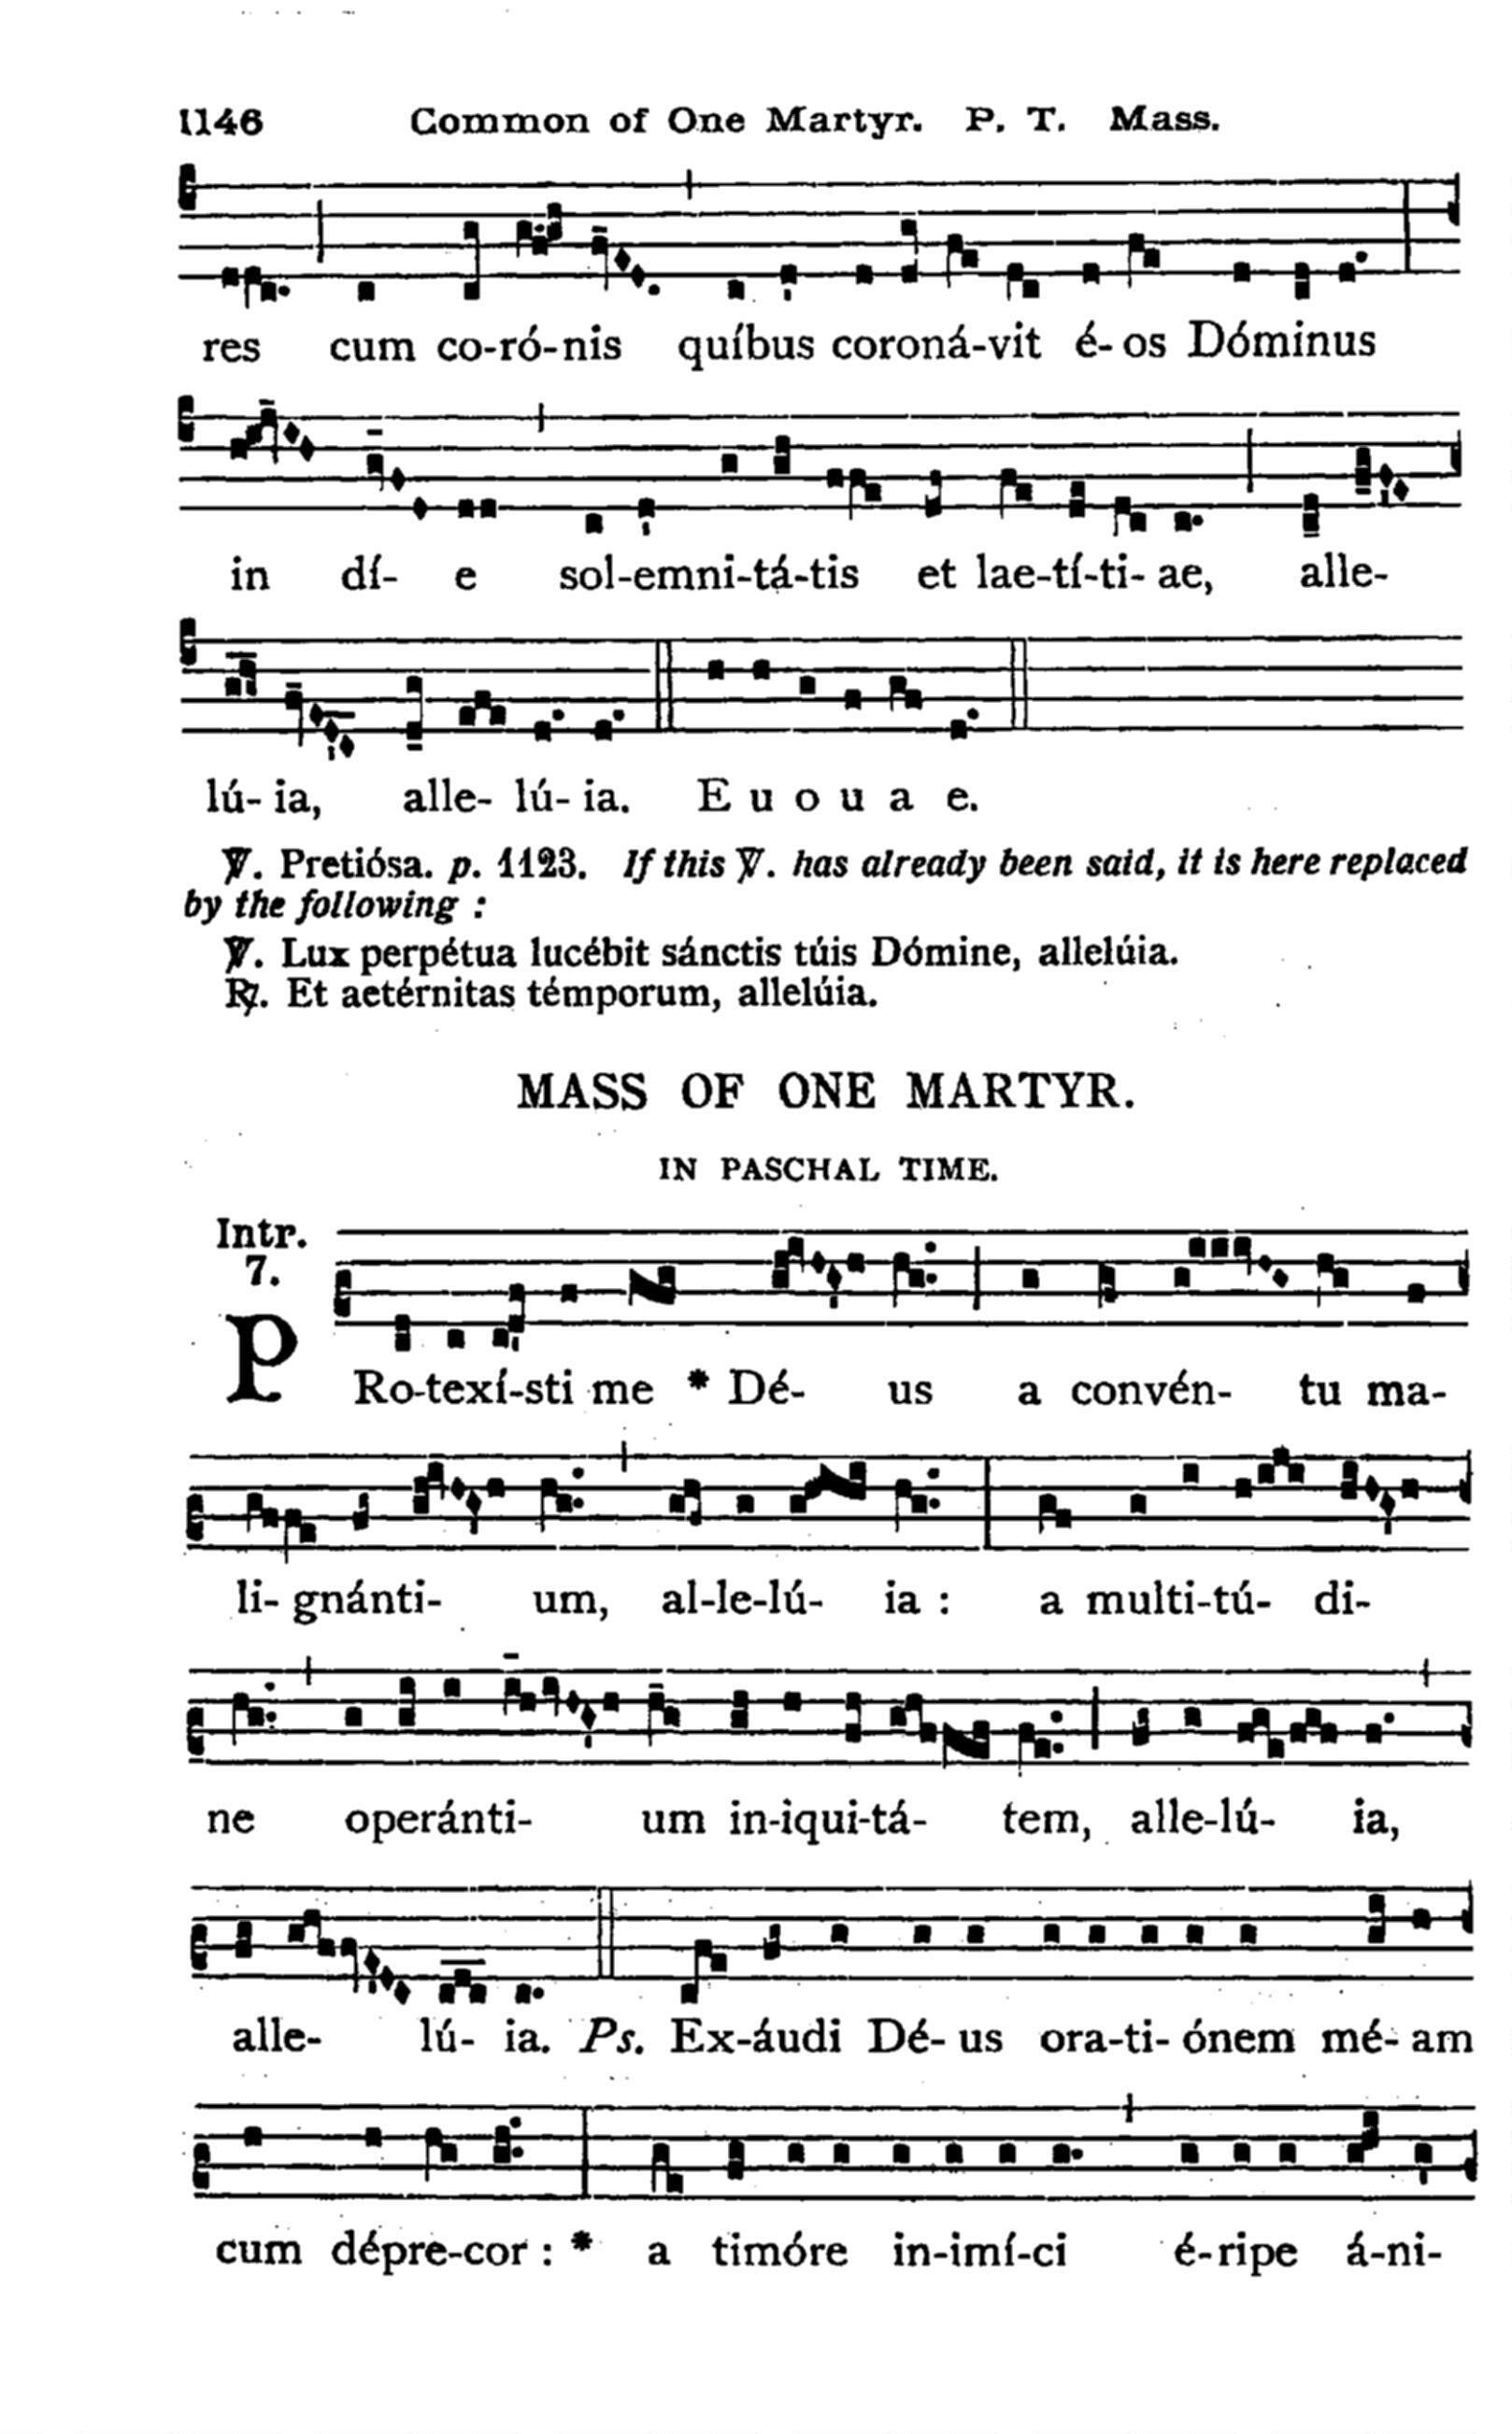 1146 Common of One Martyr. P. T. Mass.
res cum co-ró-nis quíbus coroná-vit é-os Dóminus
in dí- e sol-emni-tá-tis et lae-tí-ti-ae, alle-
lú-ia, alle-lú-ia. E u o u a e.
℣. Pretiósa. p. 1123. If this ℣. has already been said, it is here replaced
by the following :
℣. Lux perpétua lucébit sánctis túis Dómine, allelúia.
℟. Et aetérnitas témporum, allelúia.
MASS OF ONE MARTYR.
IN PASCHAL TIME.
Intr.
7.
PRo-texí-sti me * Dé- us a convén- tu ma-
li-gnánti- um, al-le-lú- ia : a multi-tú- di-
ne operánti- um in-iqui-tá- tem, alle-lú- ia,
alle- lú- ia. Ps. Ex-áudi Dé-us ora-ti-ónem mé-am
cum dépre-cor : * a timóre in-imí-ci é-ripe á-ni-